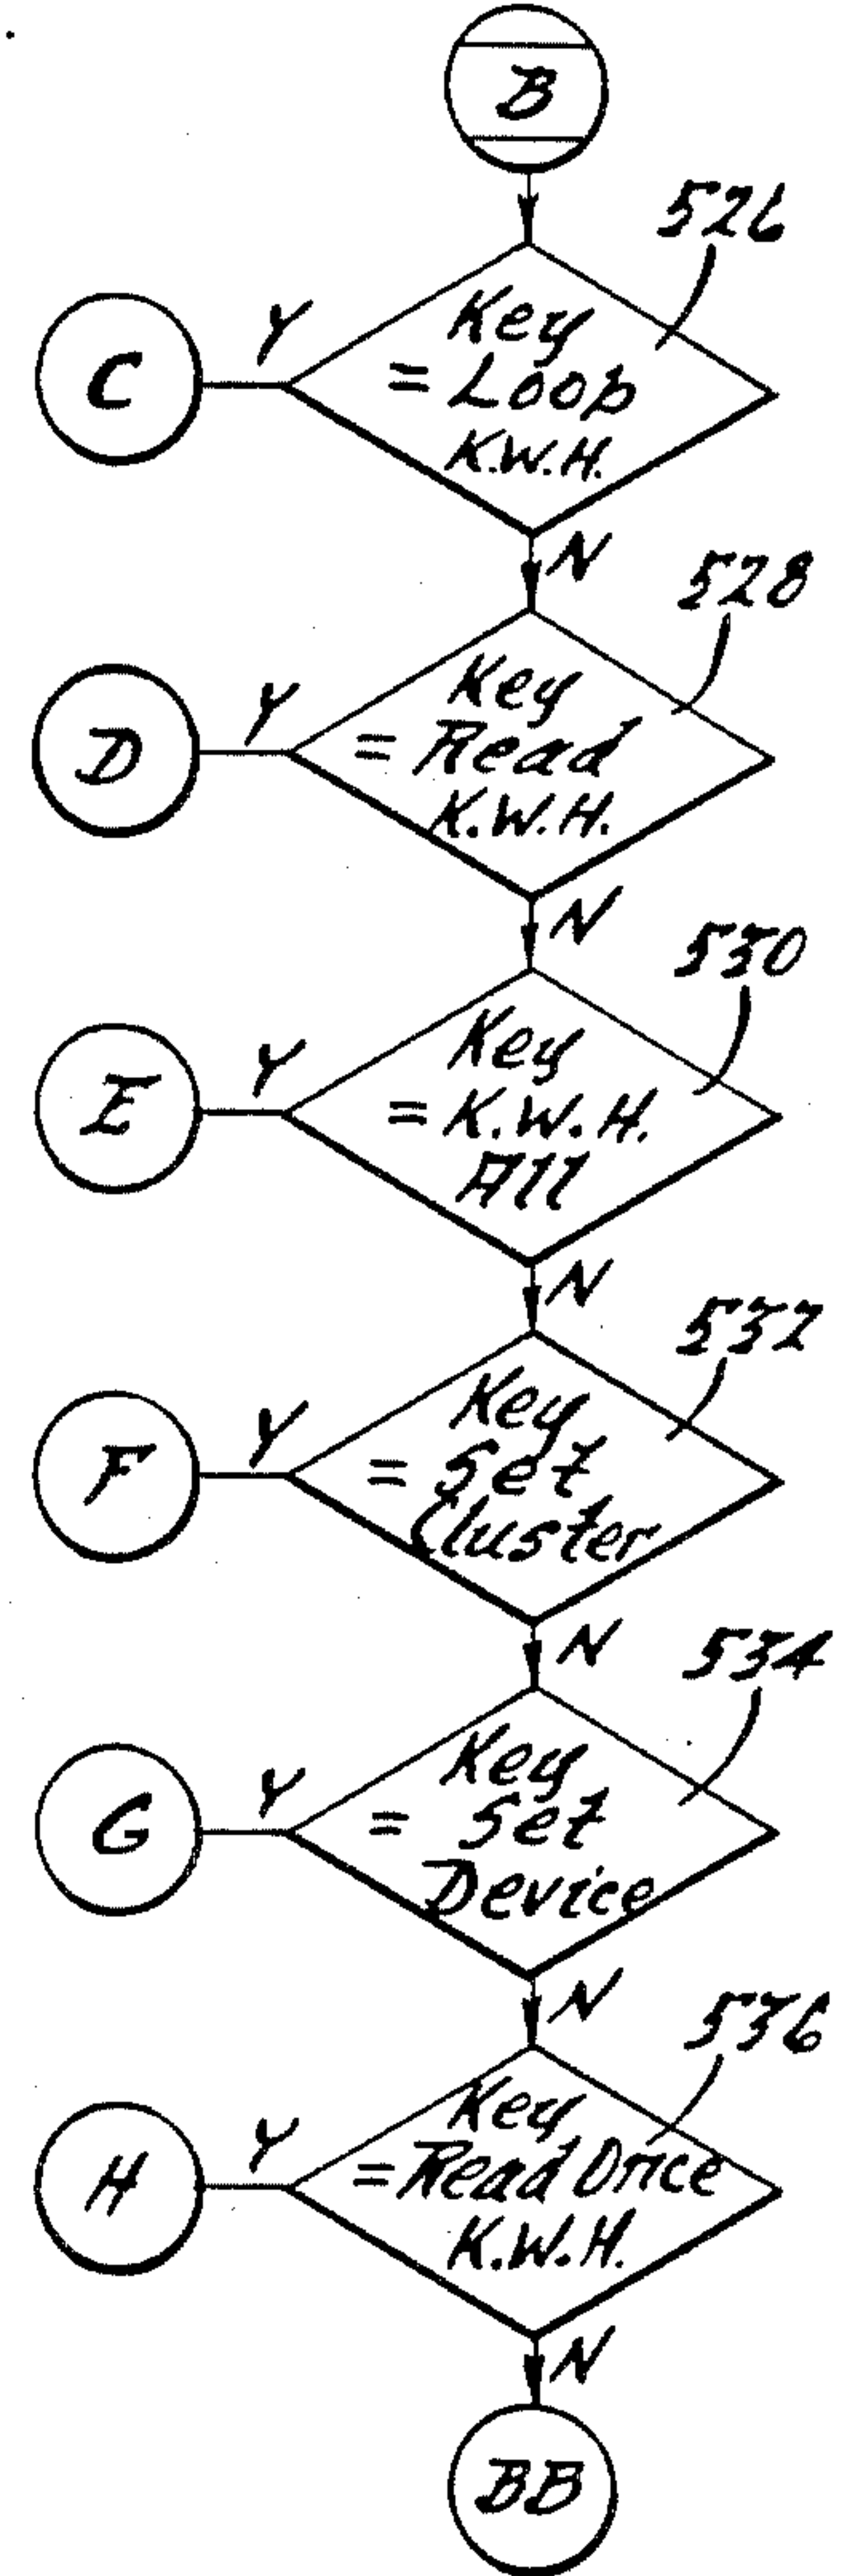 B
526
Key
= Loop
K.W.H.
Y
C
N
528
Key
= Read
K.W.H.
Y
D
N
530
Key
= K.W.H.
All
Y
E
N
532
Key
= Set
Cluster
Y
F
N
534
Key
= Set
Device
Y
G
N
536
Key
= Read Once
K.W.H.
Y
H
N
BB